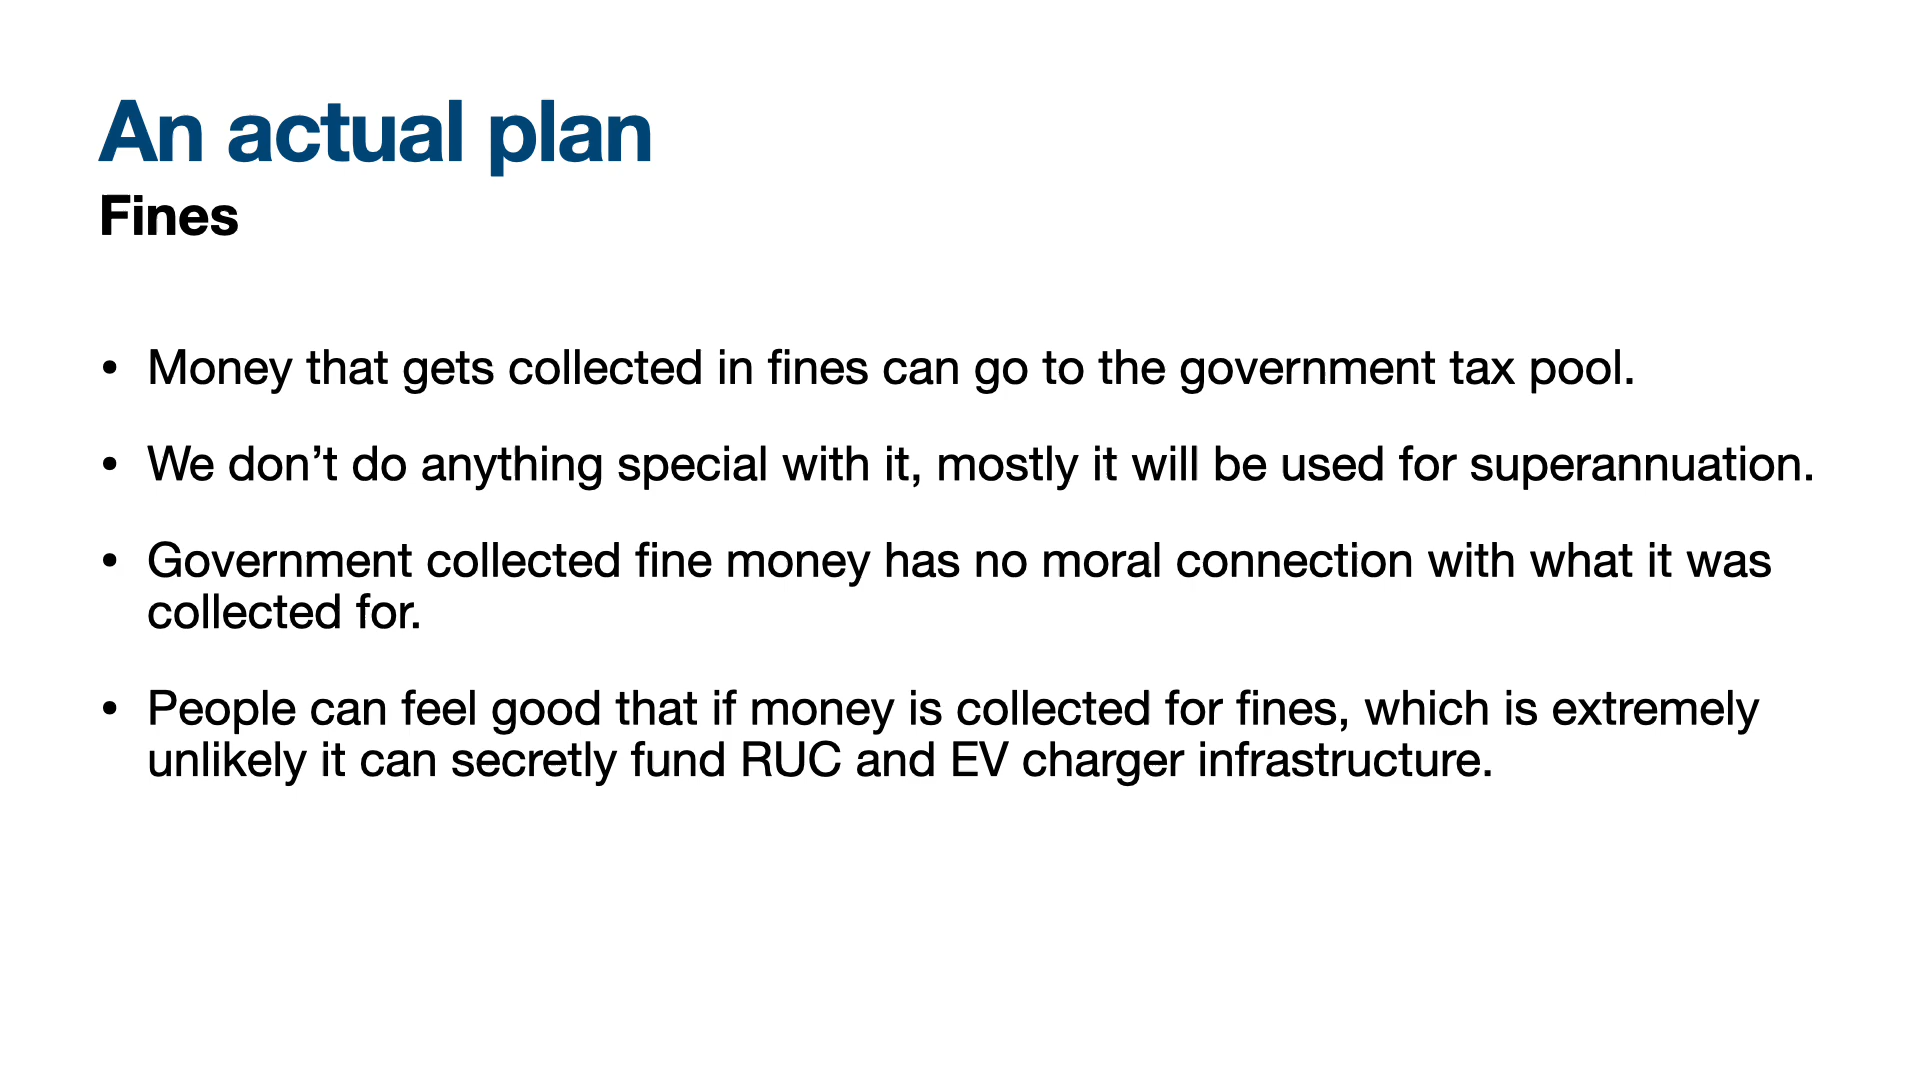 An actual plan
Fines
• Money that gets collected in fines can go to the government tax pool.
• We don’t do anything special with it, mostly it will be used for superannuation.
• Government collected fine money has no moral connection with what it was
collected for.
• People can feel good that if money is collected for fines, which is extremely
unlikely it can secretly fund RUC and EV charger infrastructure.